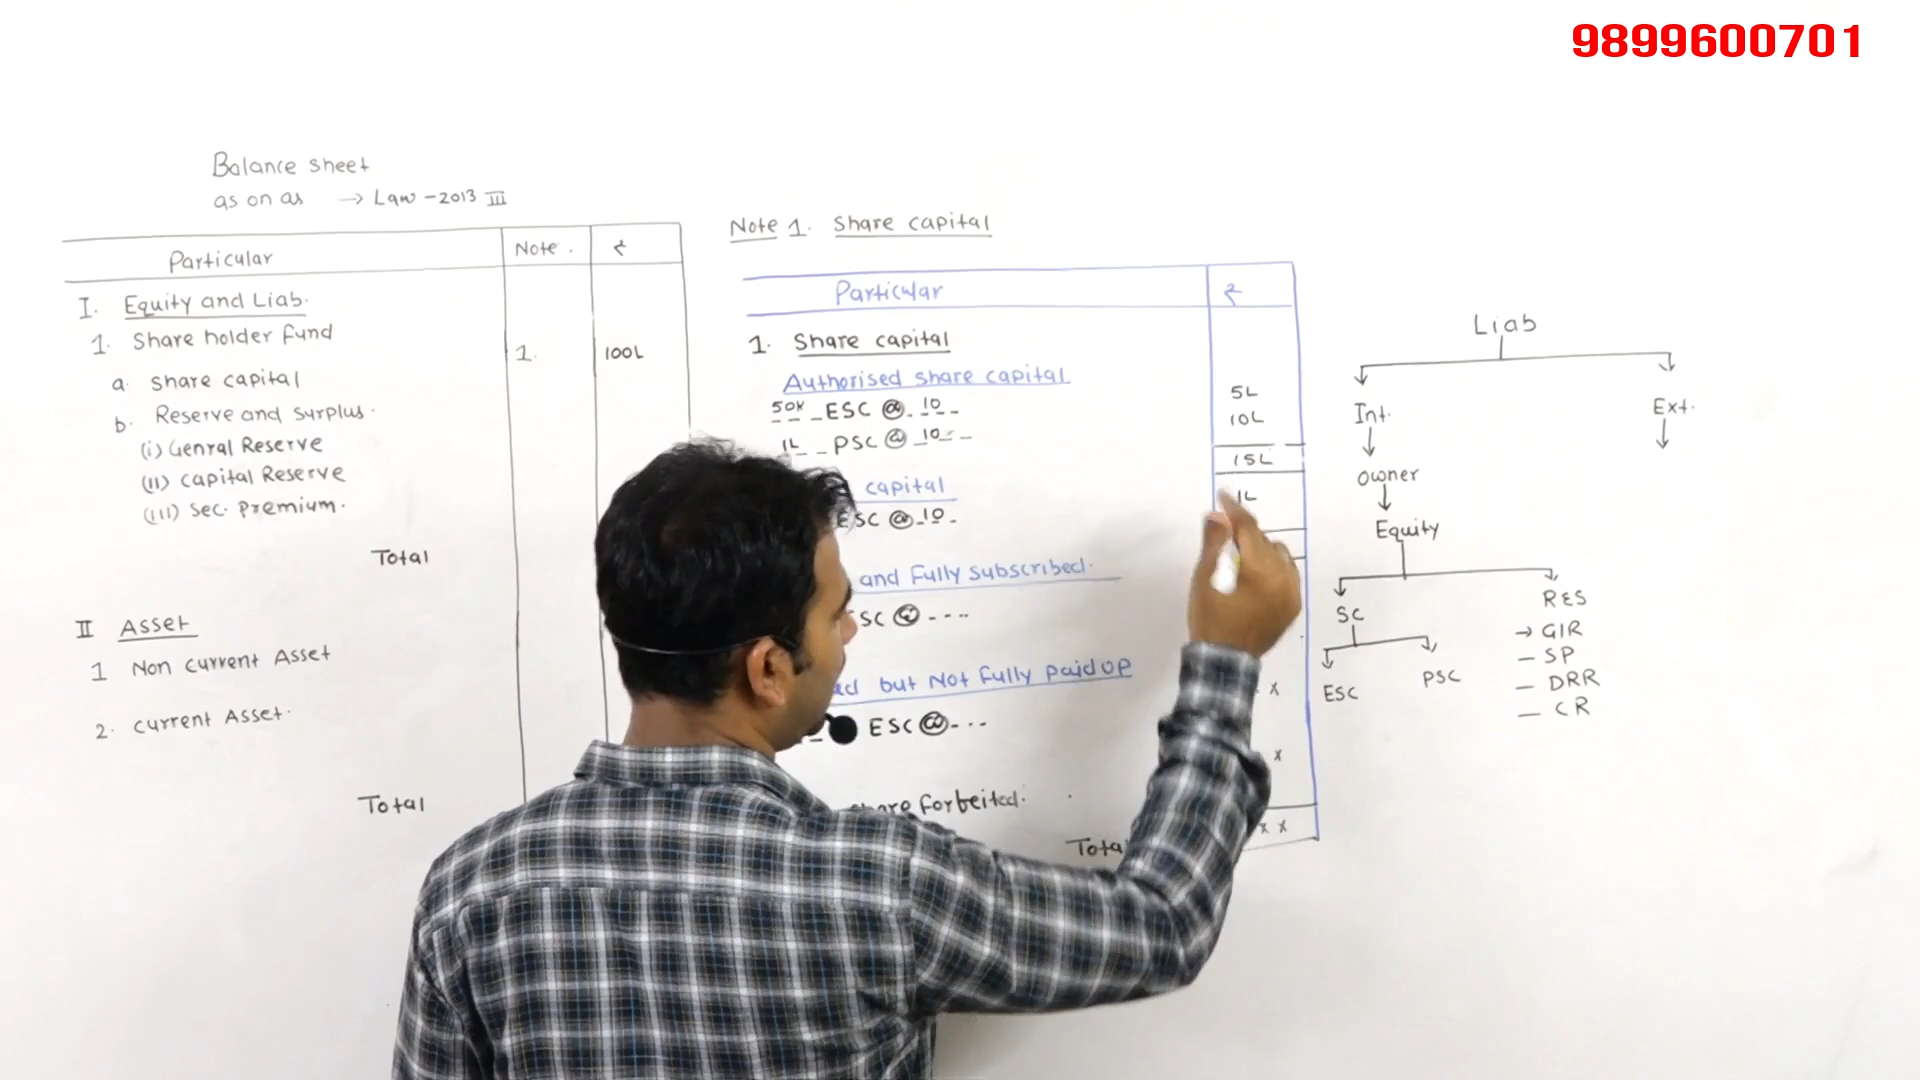 9899600701
Balance sheet
as on as → Law - 2013 III
Particular Note. ₹
I. Equity and Liab.
1. Share holder fund
a. Share capital 1. 100L
b. Reserve and surplus.
(i) Genral Reserve
(ii) Capital Reserve
(iii) Sec. Premium.
Total
II Asset
1 Non current Asset
2. current Asset.
Total
Note 1. Share capital
Particular ₹
1. Share capital
Authorised share capital
50K ESC @ 10 5L
1L PSC @ 10 10L
15L
capital
ESC @ 10 1L
and Fully subscribed.
SC @ ----
but Not Fully paid up
x
ESC @ ---
x
forfeited.
Total x x
Liab
Int. Ext.
Owner
Equity
SC RES
ESC PSC
→ GIR
- SP
- DRR
- CR